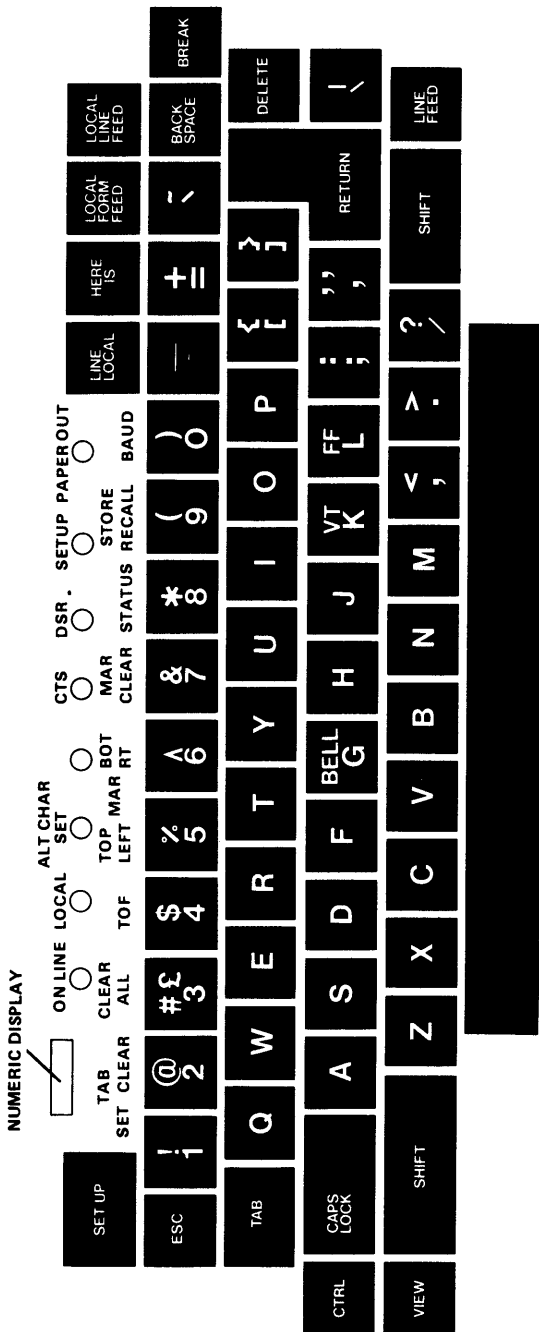 NUMERIC DISPLAY
ON LINE LOCAL ALT CHAR SET CTS DSR. SETUP PAPER OUT
SET UP
TAB SET CLEAR
CLEAR ALL
TOF
TOP LEFT MAR BOT RT
MAR CLEAR
STATUS
STORE RECALL
BAUD
LINE LOCAL
HERE IS
LOCAL FORM FEED
LOCAL LINE FEED
ESC
! 1
@ 2
# £ 3
$ 4
% 5
^ 6
& 7
* 8
( 9
) 0
—
+ =
~ `
BACK SPACE
BREAK
TAB
Q
W
E
R
T
Y
U
I
O
P
{ [
} ]
DELETE
CTRL
CAPS LOCK
A
S
D
F
BELL G
H
J
VT K
FF L
: ;
" '
RETURN
| \
VIEW
SHIFT
Z
X
C
V
B
N
M
< ,
> .
? /
SHIFT
LINE FEED